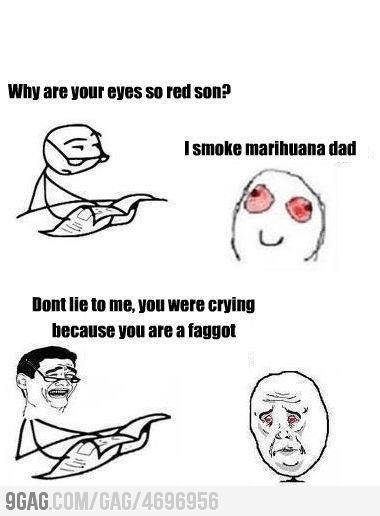 Why are your eyes so red son?
I smoke marihuana dad
Dont lie to me, you were crying
because you are a faggot
9GAG.COM/GAG/4696956